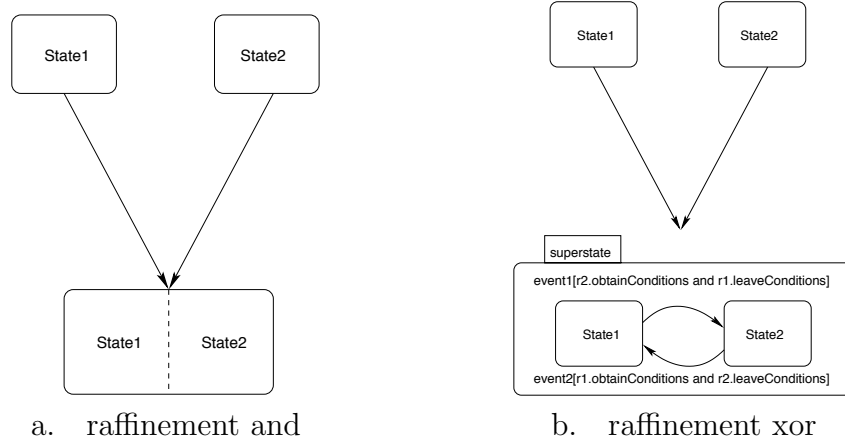 State1
State2
State1
State2
a. raffinement and
State1
State2
superstate
event1[r2.obtainConditions and r1.leaveConditions]
State1
State2
event2[r1.obtainConditions and r2.leaveConditions]
b. raffinement xor